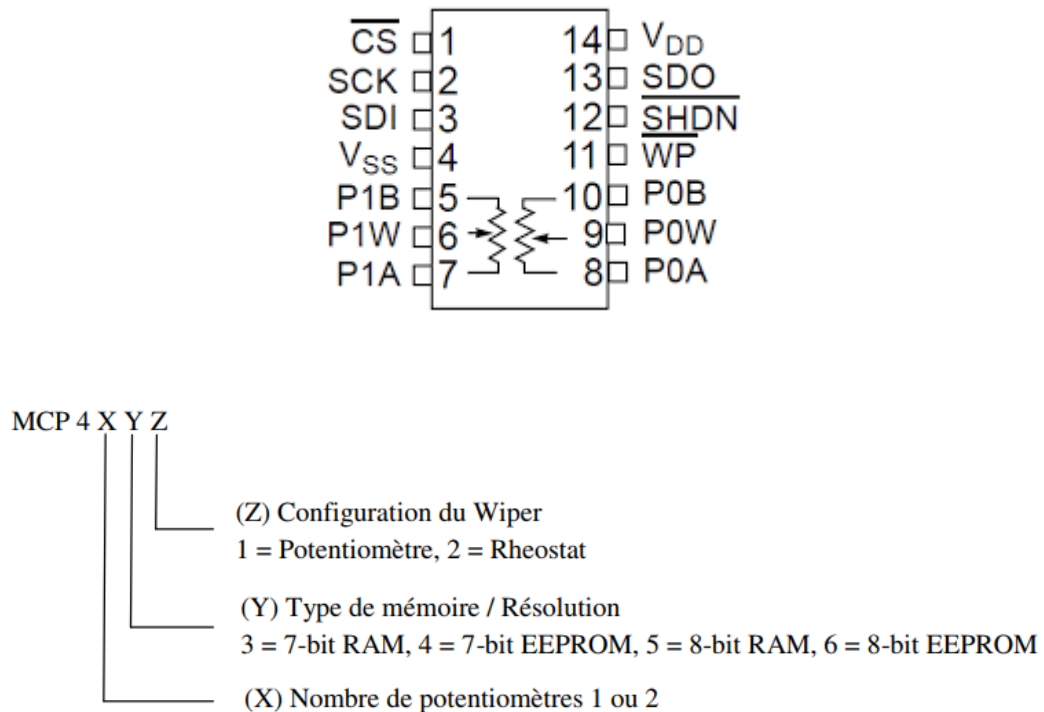 CS 1 14 VDD
SCK 2 13 SDO
SDI 3 12 SHDN
VSS 4 11 WP
P1B 5 10 P0B
P1W 6 9 P0W
P1A 7 8 P0A
MCP 4 X Y Z
(Z) Configuration du Wiper
1 = Potentiomètre, 2 = Rheostat
(Y) Type de mémoire / Résolution
3 = 7-bit RAM, 4 = 7-bit EEPROM, 5 = 8-bit RAM, 6 = 8-bit EEPROM
(X) Nombre de potentiomètres 1 ou 2